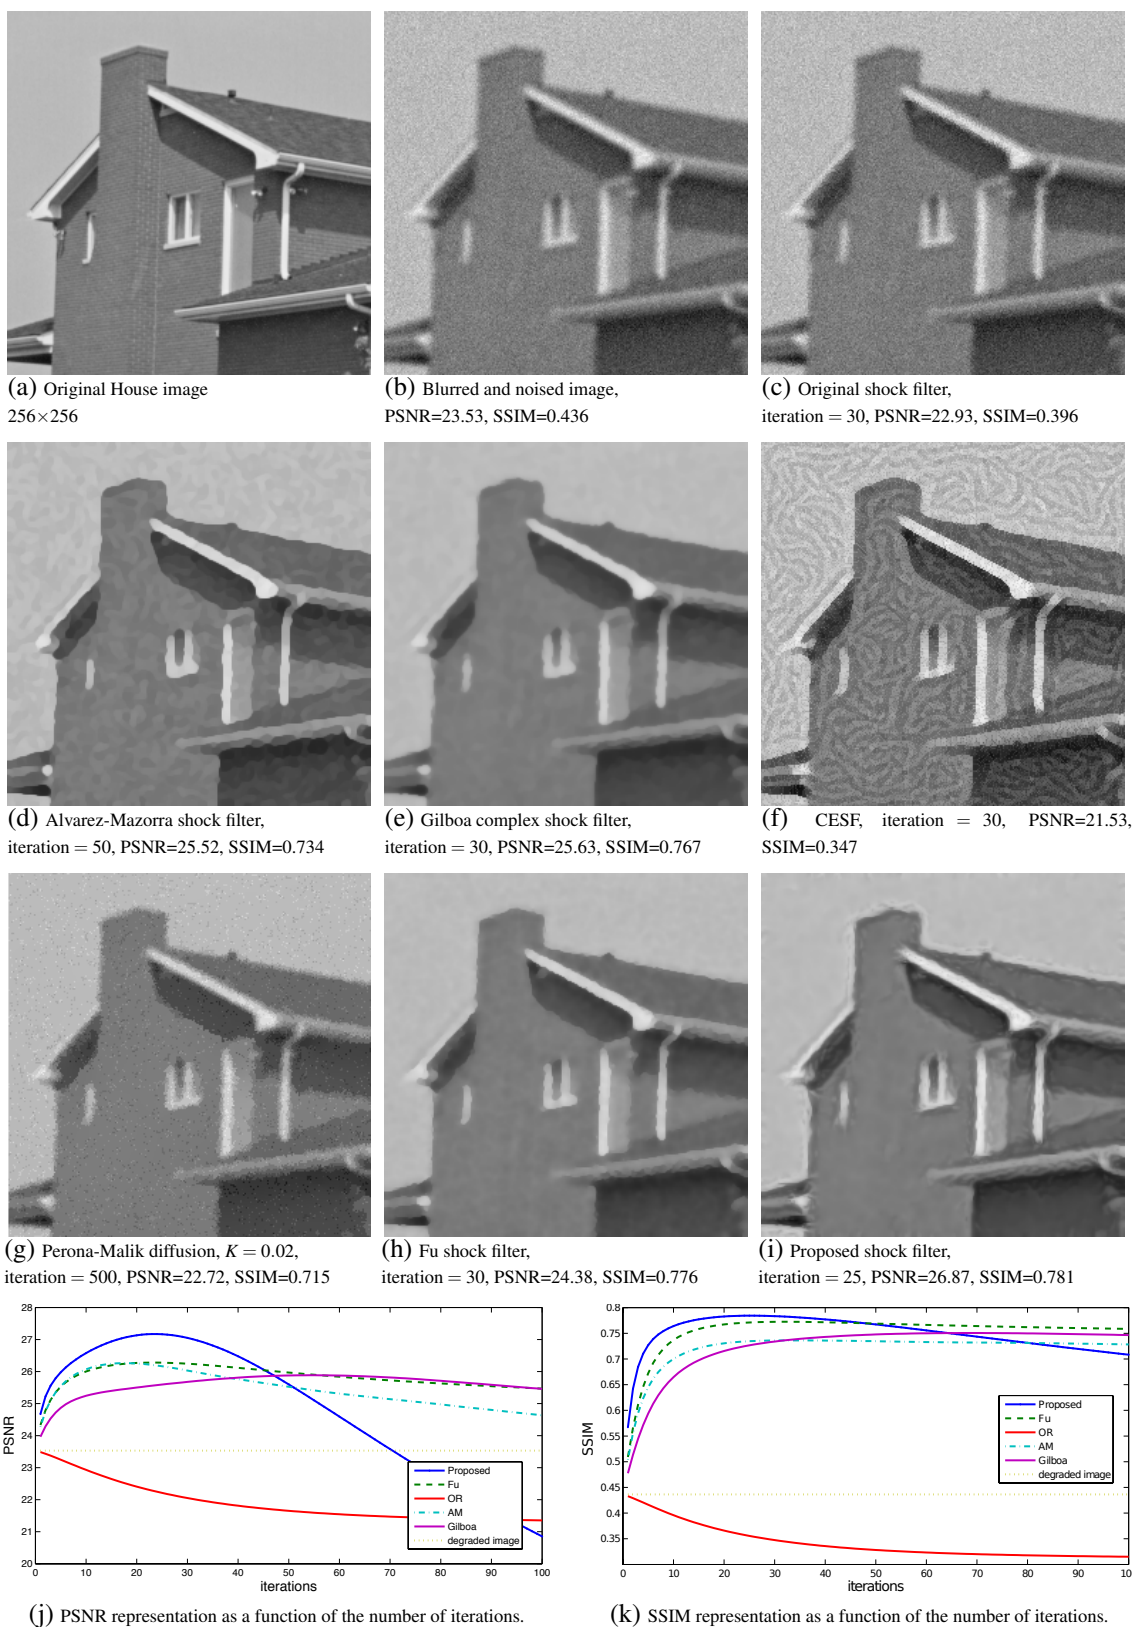 (a) Original House image
256×256
(b) Blurred and noised image,
PSNR=23.53, SSIM=0.436
(c) Original shock filter,
iteration = 30, PSNR=22.93, SSIM=0.396
(d) Alvarez-Mazorra shock filter,
iteration = 50, PSNR=25.52, SSIM=0.734
(e) Gilboa complex shock filter,
iteration = 30, PSNR=25.63, SSIM=0.767
(f) CESF, iteration = 30, PSNR=21.53,
SSIM=0.347
(g) Perona-Malik diffusion, K = 0.02,
iteration = 500, PSNR=22.72, SSIM=0.715
(h) Fu shock filter,
iteration = 30, PSNR=24.38, SSIM=0.776
(i) Proposed shock filter,
iteration = 25, PSNR=26.87, SSIM=0.781
28
27
26
25
24
23
22
21
20
PSNR
0 10 20 30 40 50 60 70 80 90 100
iterations
Proposed
Fu
OR
AM
Gilboa
degraded image
(j) PSNR representation as a function of the number of iterations.
0.8
0.75
0.7
0.65
0.6
0.55
0.5
0.45
0.4
0.35
SSIM
0 10 20 30 40 50 60 70 80 90 100
iterations
Proposed
Fu
OR
AM
Gilboa
degraded image
(k) SSIM representation as a function of the number of iterations.